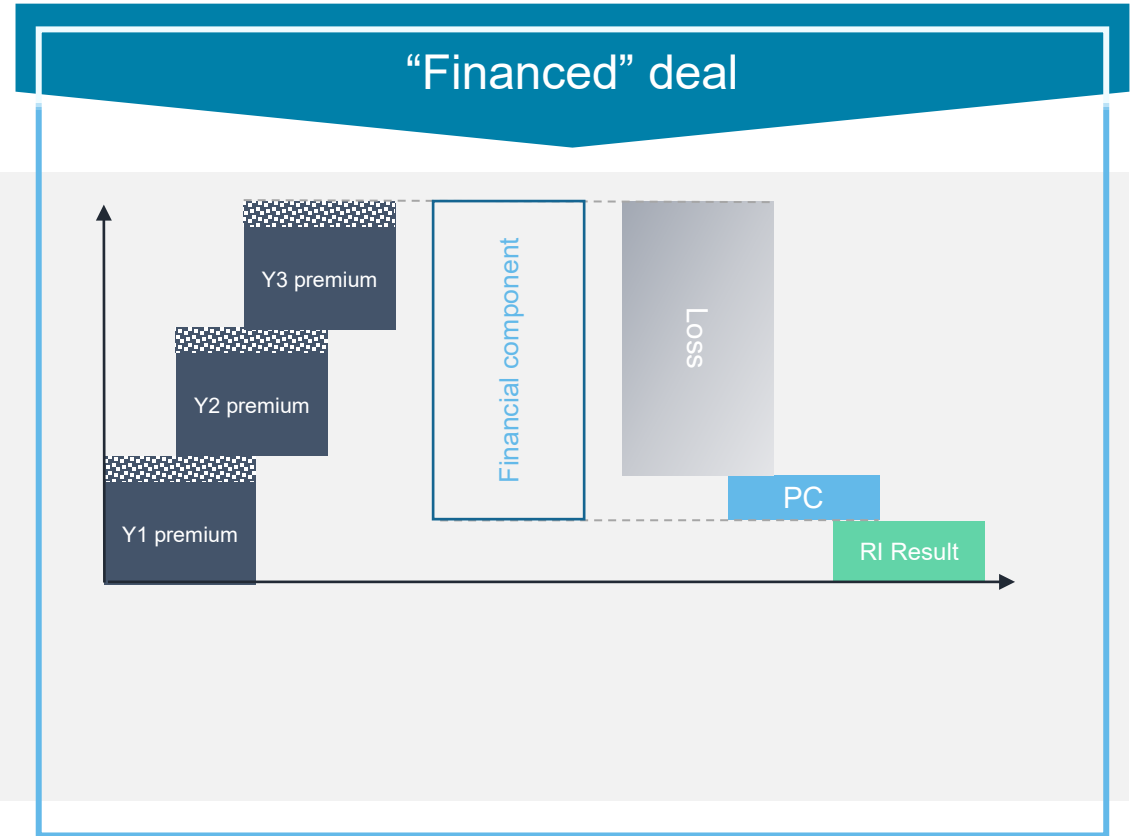 “Financed” deal
Y3 premium
Y2 premium
Y1 premium
Financial component
Loss
PC
RI Result